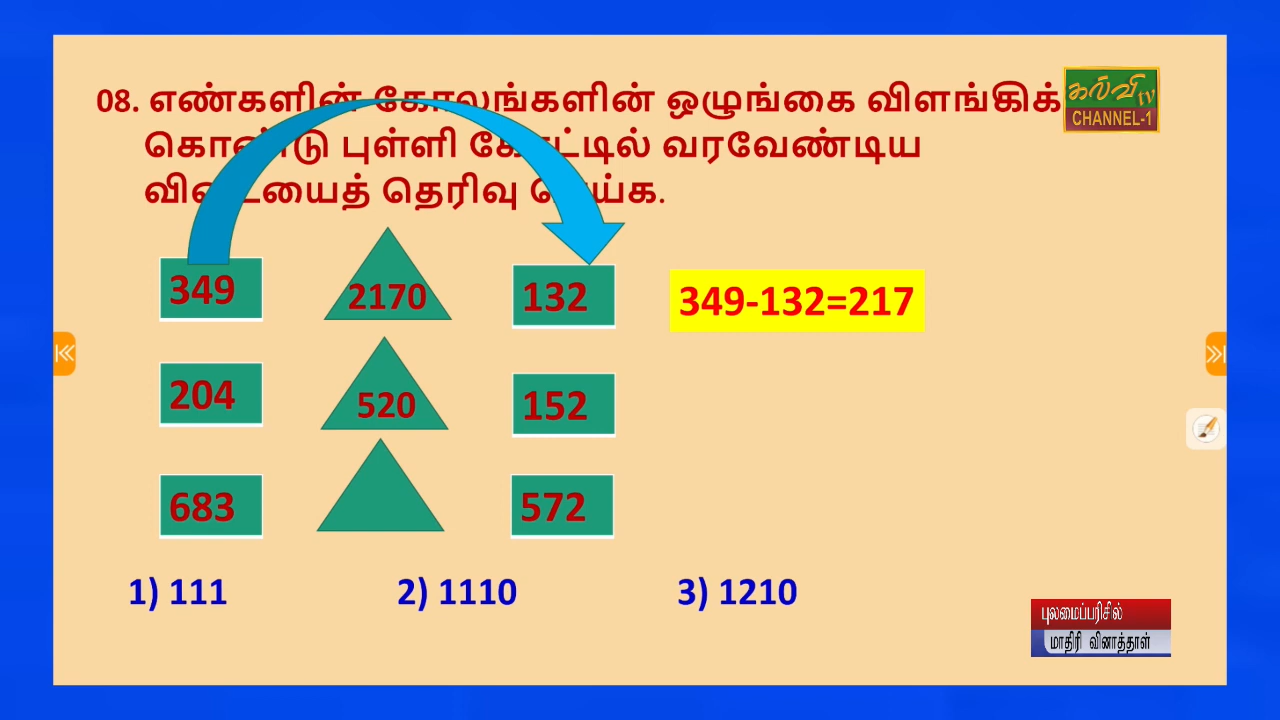 08. எண்களின் கோலங்களின் ஒழுங்கை விளங்கிக்
கொண்டு புள்ளி கோட்டில் வரவேண்டிய
விடையைத் தெரிவு செய்க.
கல்வி tv
CHANNEL-1
349 2170 132 349-132=217
204 520 152
683 572
1) 111 2) 1110 3) 1210
புலமைப்பரிசில்
மாதிரி வினாத்தாள்